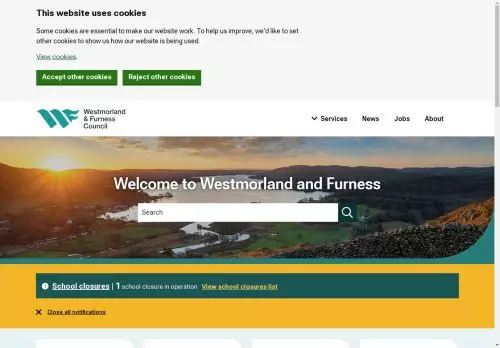 This website uses cookies
Some cookies are essential to make our website work. To help us improve, we'd like to set
other cookies to show us how our website is being used.
View cookies.
Accept other cookies
Reject other cookies
Westmorland
& Furness
Council
Services
News
Jobs
About
Welcome to Westmorland and Furness
Search
School closures | 1 school closure in operation View school closures list
Close all notifications